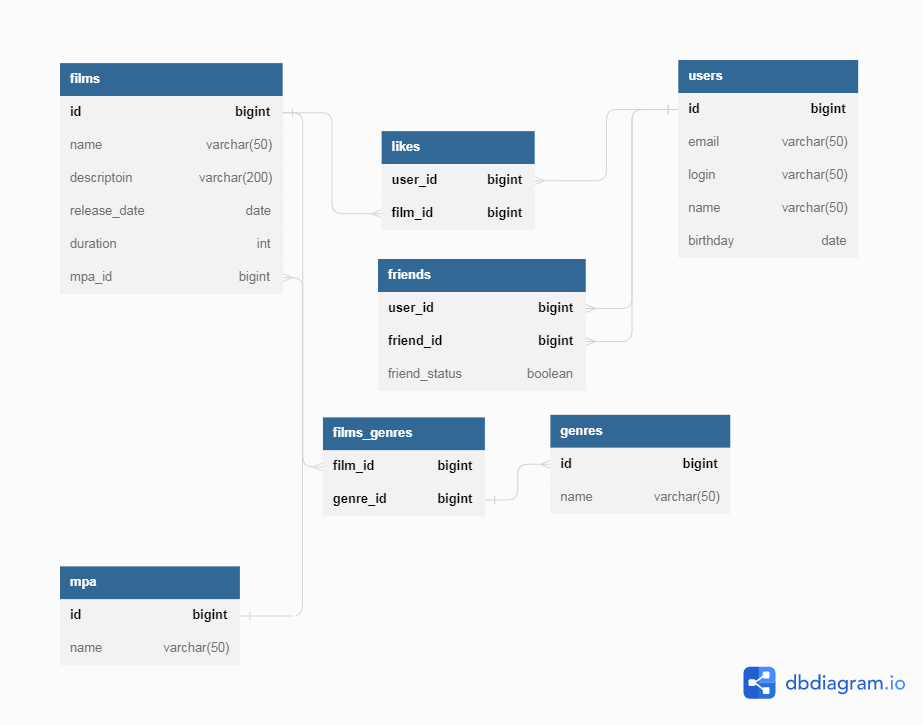 films
id bigint
name varchar(50)
descriptoin varchar(200)
release_date date
duration int
mpa_id bigint
likes
user_id bigint
film_id bigint
users
id bigint
email varchar(50)
login varchar(50)
name varchar(50)
birthday date
friends
user_id bigint
friend_id bigint
friend_status boolean
films_genres
film_id bigint
genre_id bigint
genres
id bigint
name varchar(50)
mpa
id bigint
name varchar(50)
dbdiagram.io